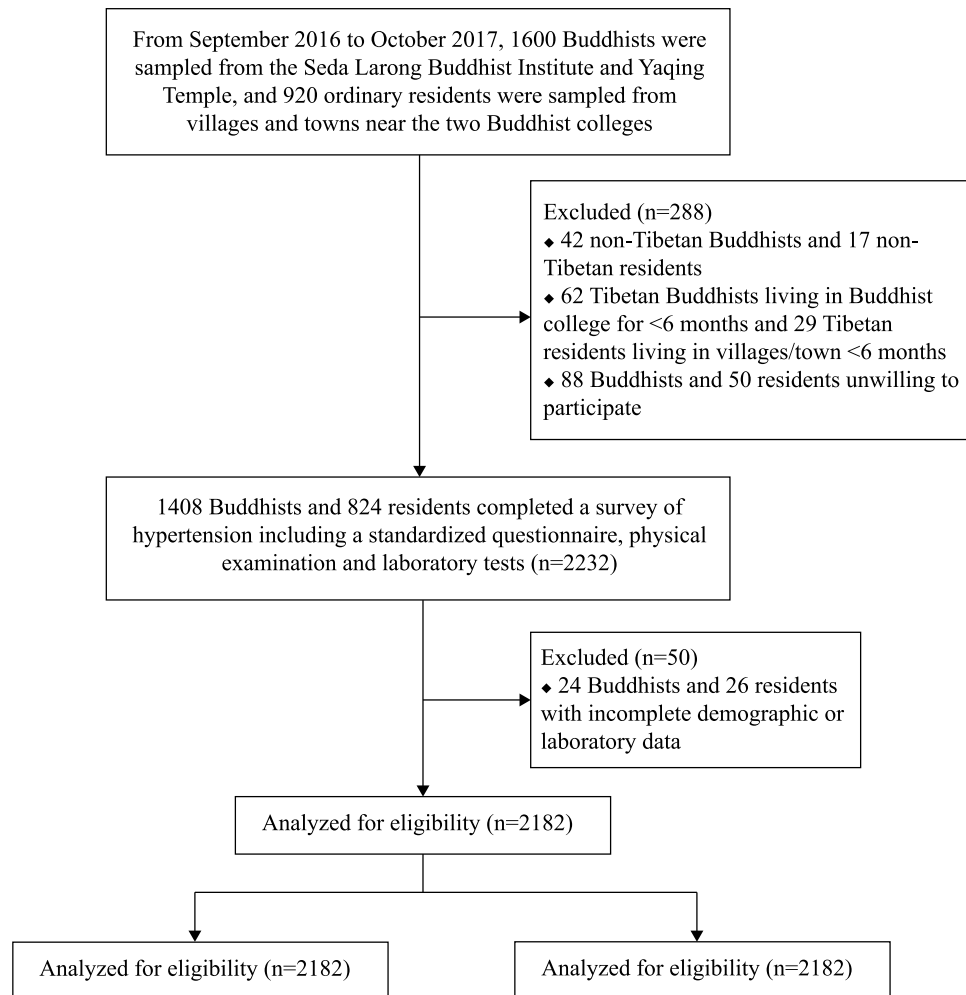 From September 2016 to October 2017, 1600 Buddhists were
sampled from the Seda Larong Buddhist Institute and Yaqing
Temple, and 920 ordinary residents were sampled from
villages and towns near the two Buddhist colleges
Excluded (n=288)
◆ 42 non-Tibetan Buddhists and 17 non-
Tibetan residents
◆ 62 Tibetan Buddhists living in Buddhist
college for <6 months and 29 Tibetan
residents living in villages/town <6 months
◆ 88 Buddhists and 50 residents unwilling to
participate
1408 Buddhists and 824 residents completed a survey of
hypertension including a standardized questionnaire, physical
examination and laboratory tests (n=2232)
Excluded (n=50)
◆ 24 Buddhists and 26 residents
with incomplete demographic or
laboratory data
Analyzed for eligibility (n=2182)
Analyzed for eligibility (n=2182)
Analyzed for eligibility (n=2182)